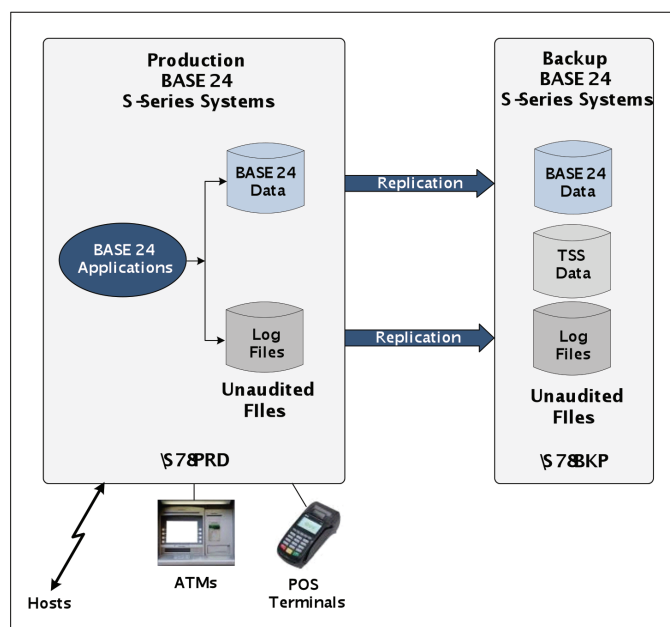 Production
BASE 24
S-Series Systems
BASE 24
Data
BASE 24
Applications
Log
Files
Unaudited
FIles
\S78PRD
Replication
Replication
Backup
BASE 24
S-Series Systems
BASE 24
Data
TSS
Data
Log
Files
Unaudited
FIles
\S78BKP
Hosts
ATMs
POS
Terminals